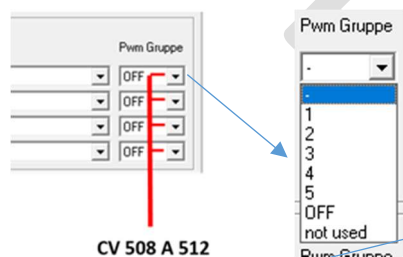 Pwm Gruppe
OFF
OFF
OFF
OFF
CV 508 A 512
Pwm Gruppe
-
-
1
2
3
4
5
OFF
not used
Pwm Gruppe